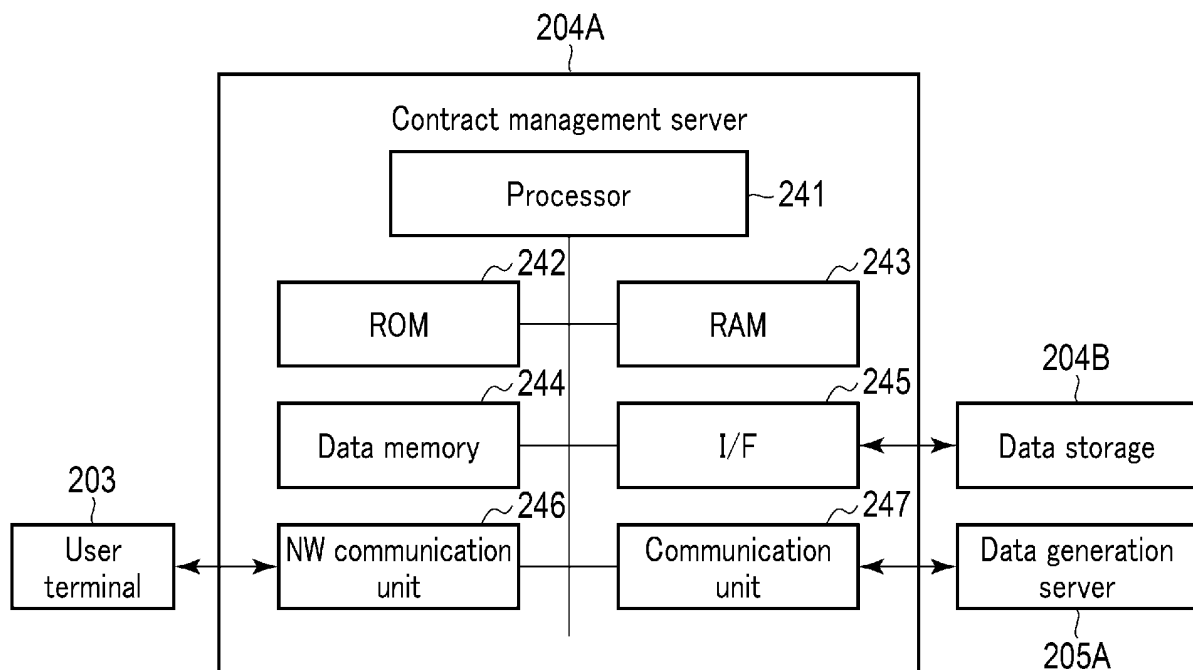 204A
Contract management server
Processor
241
242
243
ROM
RAM
204B
244
245
Data memory
I/F
Data storage
203
246
247
User
terminal
NW communication
unit
Communication
unit
Data generation
server
205A